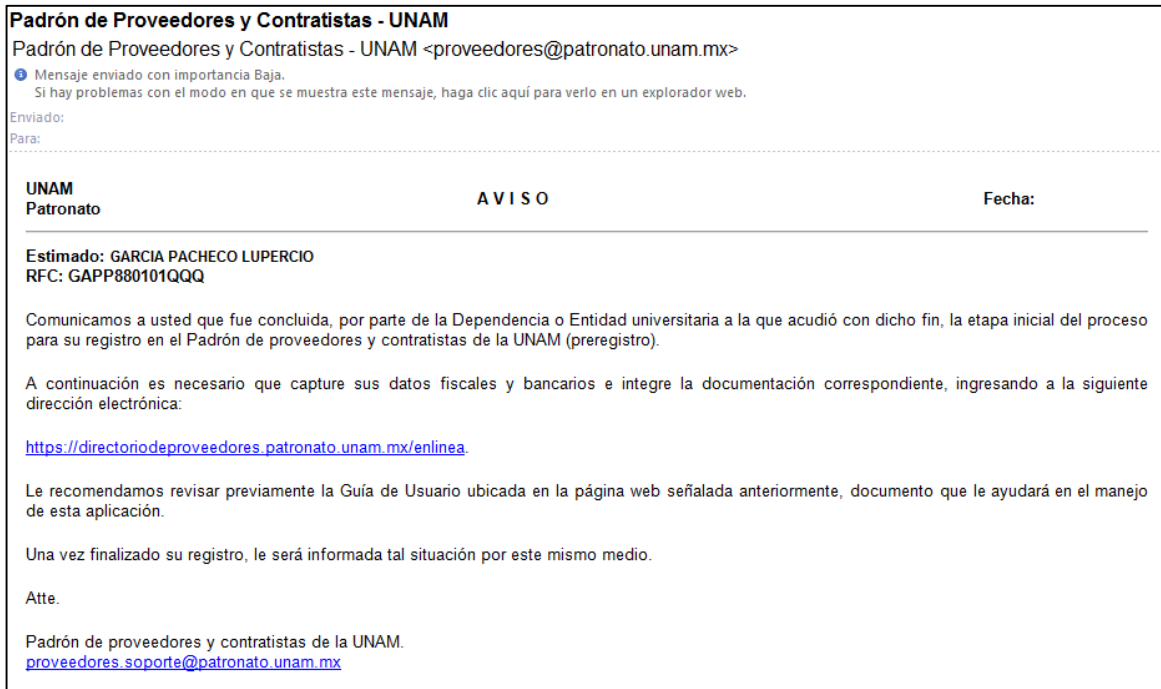 Padrón de Proveedores y Contratistas - UNAM
Padrón de Proveedores y Contratistas - UNAM <proveedores@patronato.unam.mx>
Mensaje enviado con importancia Baja.
Si hay problemas con el modo en que se muestra este mensaje, haga clic aquí para verlo en un explorador web.
Enviado:
Para:
UNAM
Patronato
A V I S O
Fecha:
Estimado: GARCIA PACHECO LUPERCIO
RFC: GAPP880101QQQ
Comunicamos a usted que fue concluida, por parte de la Dependencia o Entidad universitaria a la que acudió con dicho fin, la etapa inicial del proceso
para su registro en el Padrón de proveedores y contratistas de la UNAM (preregistro).
A continuación es necesario que capture sus datos fiscales y bancarios e integre la documentación correspondiente, ingresando a la siguiente
dirección electrónica:
https://directoriodeproveedores.patronato.unam.mx/enlinea.
Le recomendamos revisar previamente la Guía de Usuario ubicada en la página web señalada anteriormente, documento que le ayudará en el manejo
de esta aplicación.
Una vez finalizado su registro, le será informada tal situación por este mismo medio.
Atte.
Padrón de proveedores y contratistas de la UNAM.
proveedores.soporte@patronato.unam.mx